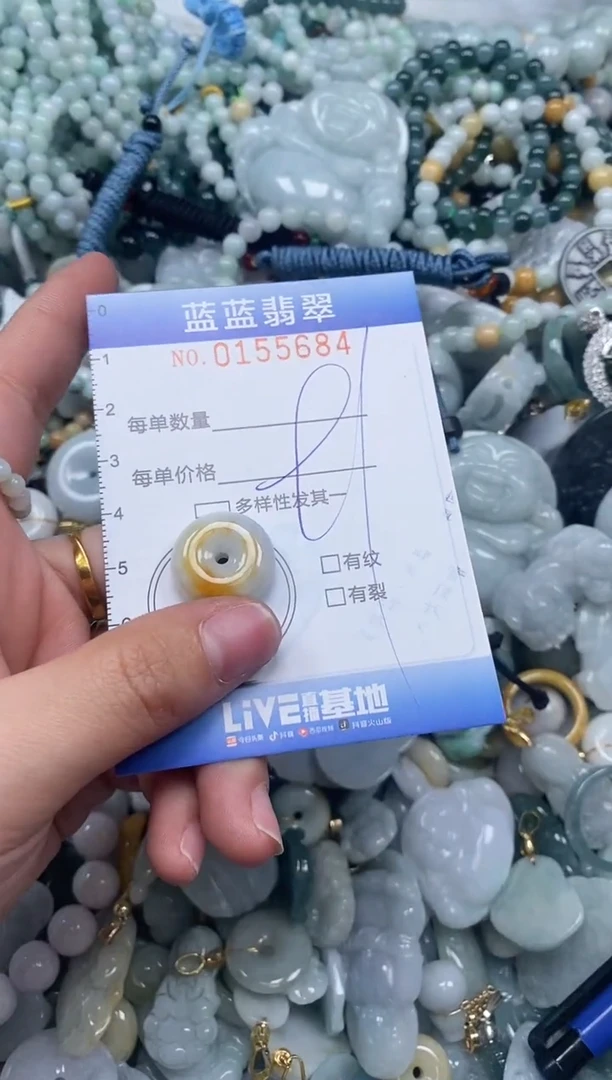 0
蓝蓝翡翠
1
NO.0155684
2
每单数量
3
每单价格
4
多样性发其一
5
□有纹
□有裂
LiVE直播基地
今日头条 抖音 西瓜视频 抖音火山版